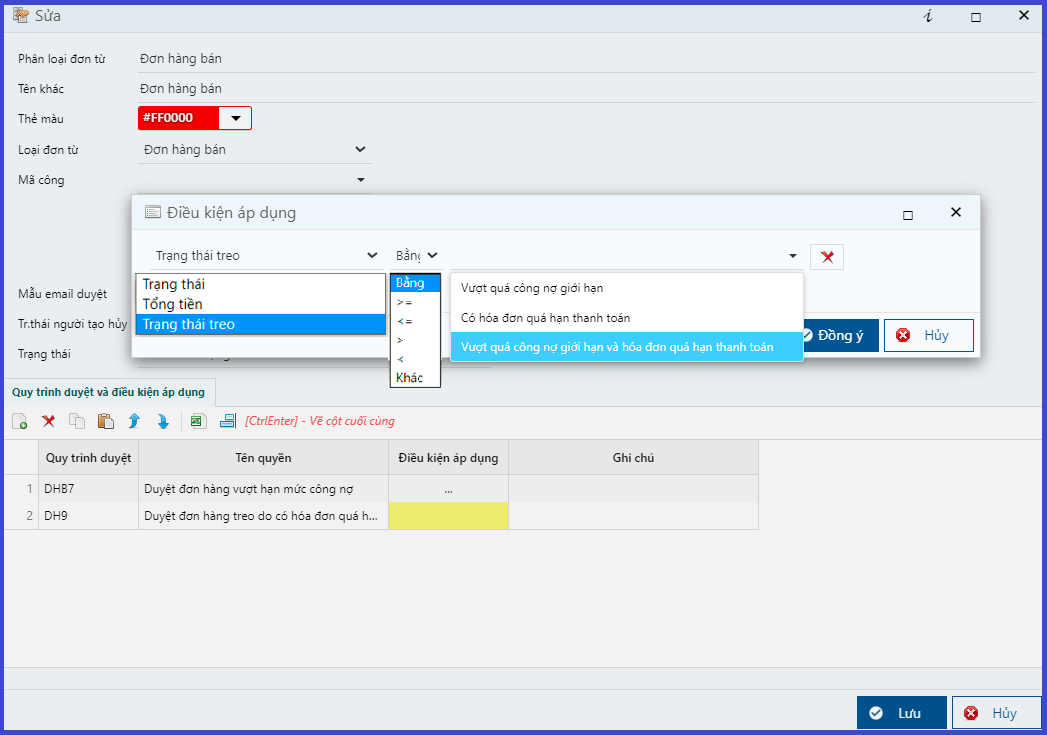 Sửa
Phân loại đơn từ Đơn hàng bán
Tên khác Đơn hàng bán
Thẻ màu #FF0000
Loại đơn từ Đơn hàng bán
Mã công
Điều kiện áp dụng
Trạng thái treo Bằng
Trạng thái
Tổng tiền
Trạng thái treo
Bằng
>=
<=
>
<
Khác
Vượt quá công nợ giới hạn
Có hóa đơn quá hạn thanh toán
Vượt quá công nợ giới hạn và hóa đơn quá hạn thanh toán
Đồng ý Hủy
Mẫu email duyệt
Tr.thái người tạo hủy
Trạng thái
Quy trình duyệt và điều kiện áp dụng
[CtrlEnter] - Về cột cuối cùng
Quy trình duyệt Tên quyền Điều kiện áp dụng Ghi chú
1 DHB7 Duyệt đơn hàng vượt hạn mức công nợ ...
2 DH9 Duyệt đơn hàng treo do có hóa đơn quá h...
Lưu Hủy